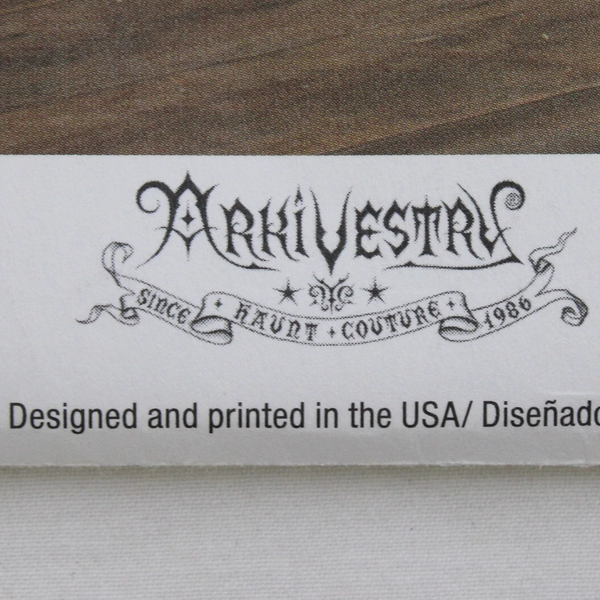 ARKIVESTRY
SINCE HAUNT COUTURE 1986
Designed and printed in the USA/ Diseñado